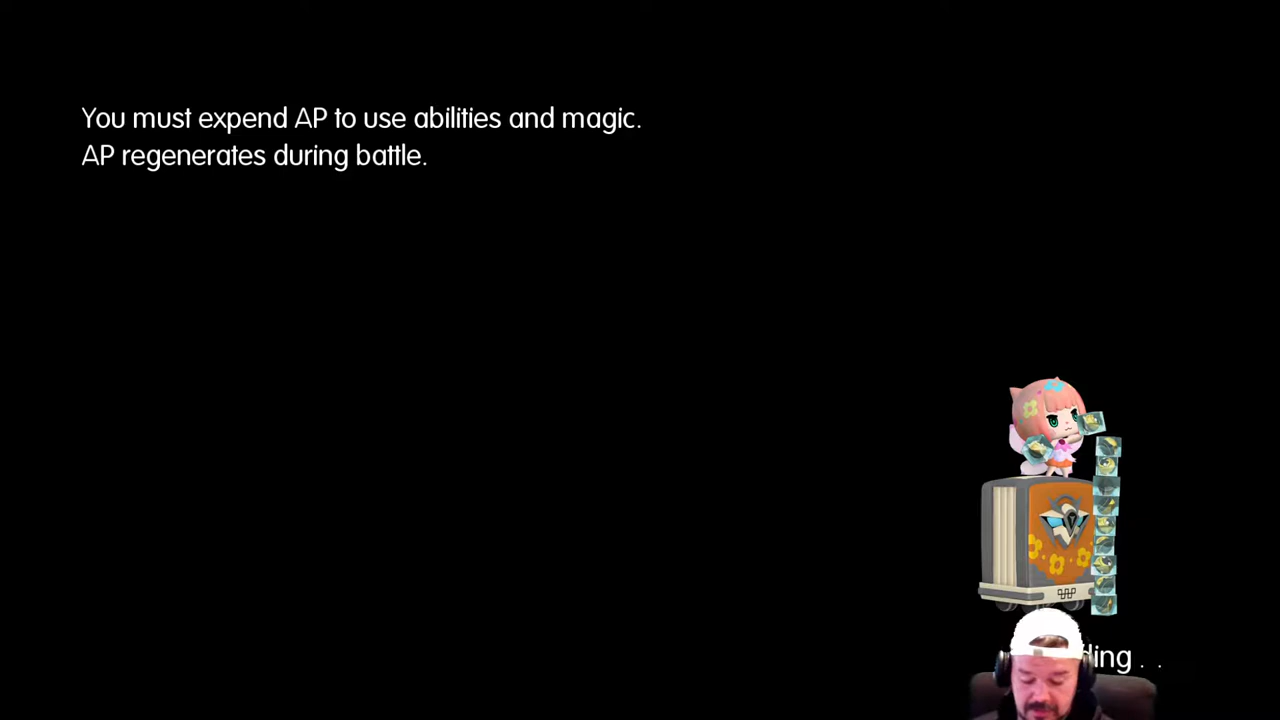 You must expend AP to use abilities and magic.
AP regenerates during battle.